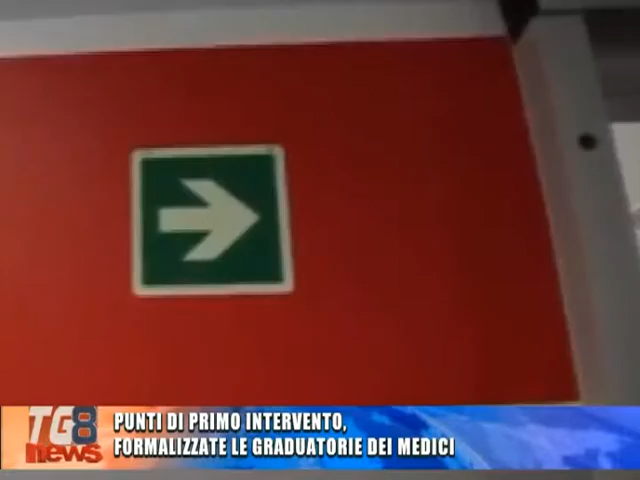 TG8
news
PUNTI DI PRIMO INTERVENTO,
FORMALIZZATE LE GRADUATORIE DEI MEDICI